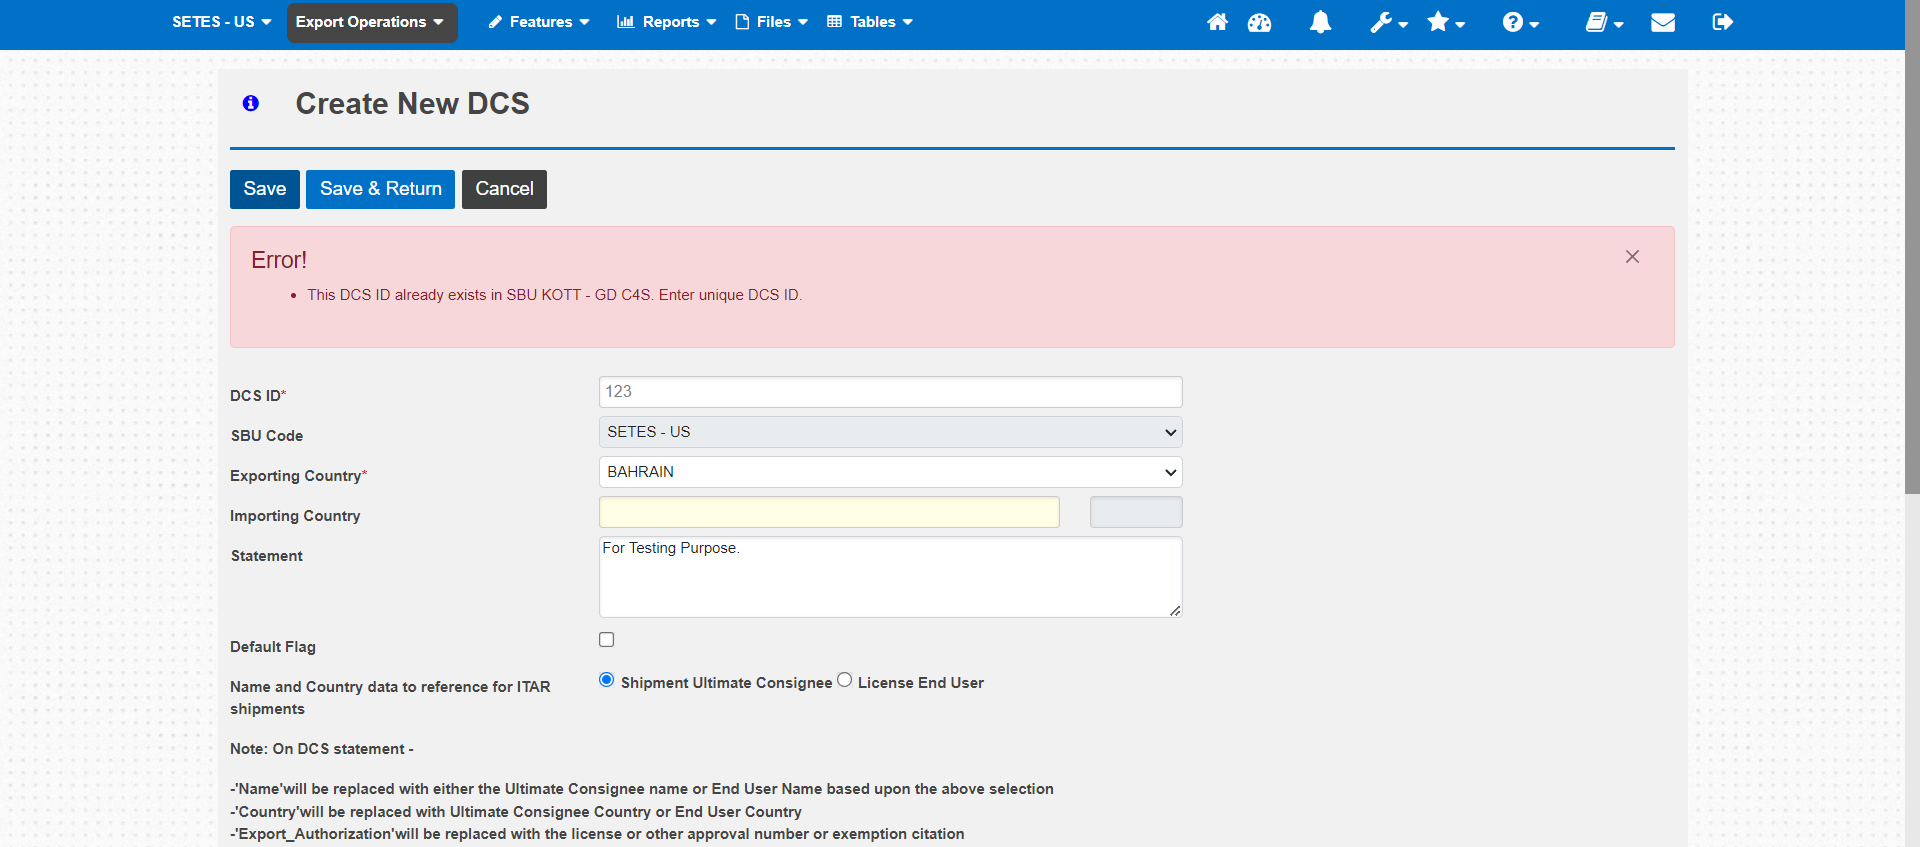 SETES - US Export Operations Features Reports Files Tables
Create New DCS
Save Save & Return Cancel
Error!
• This DCS ID already exists in SBU KOTT - GD C4S. Enter unique DCS ID.
DCS ID* 123
SBU Code SETES - US
Exporting Country* BAHRAIN
Importing Country
Statement For Testing Purpose.
Default Flag
Name and Country data to reference for ITAR
shipments
Shipment Ultimate Consignee License End User
Note: On DCS statement -
-'Name'will be replaced with either the Ultimate Consignee name or End User Name based upon the above selection
-'Country'will be replaced with Ultimate Consignee Country or End User Country
-'Export_Authorization'will be replaced with the license or other approval number or exemption citation